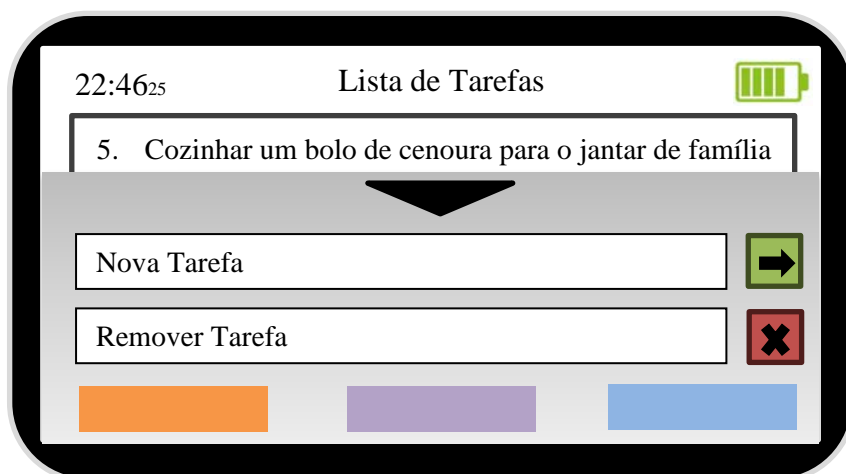 22:4625
Lista de Tarefas
5. Cozinhar um bolo de cenoura para o jantar de família
Nova Tarefa
Remover Tarefa